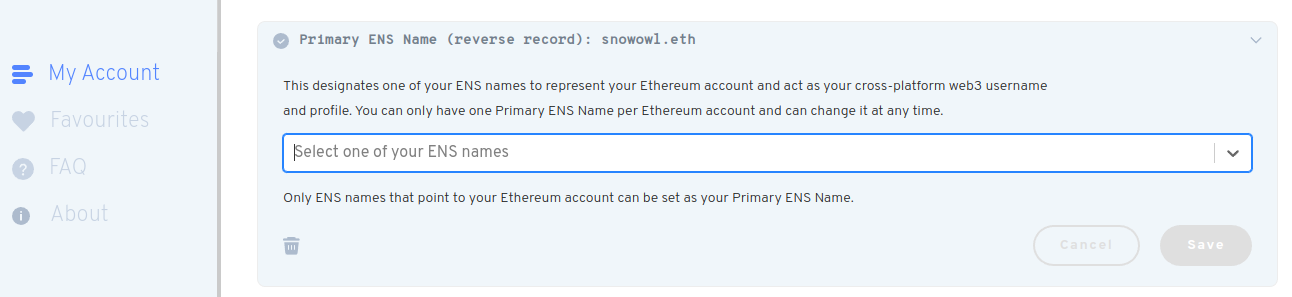 My Account
Favourites
FAQ
About
Primary ENS Name (reverse record): snowowl.eth
This designates one of your ENS names to represent your Ethereum account and act as your cross-platform web3 username
and profile. You can only have one Primary ENS Name per Ethereum account and can change it at any time.
Select one of your ENS names
Only ENS names that point to your Ethereum account can be set as your Primary ENS Name.
Cancel
Save